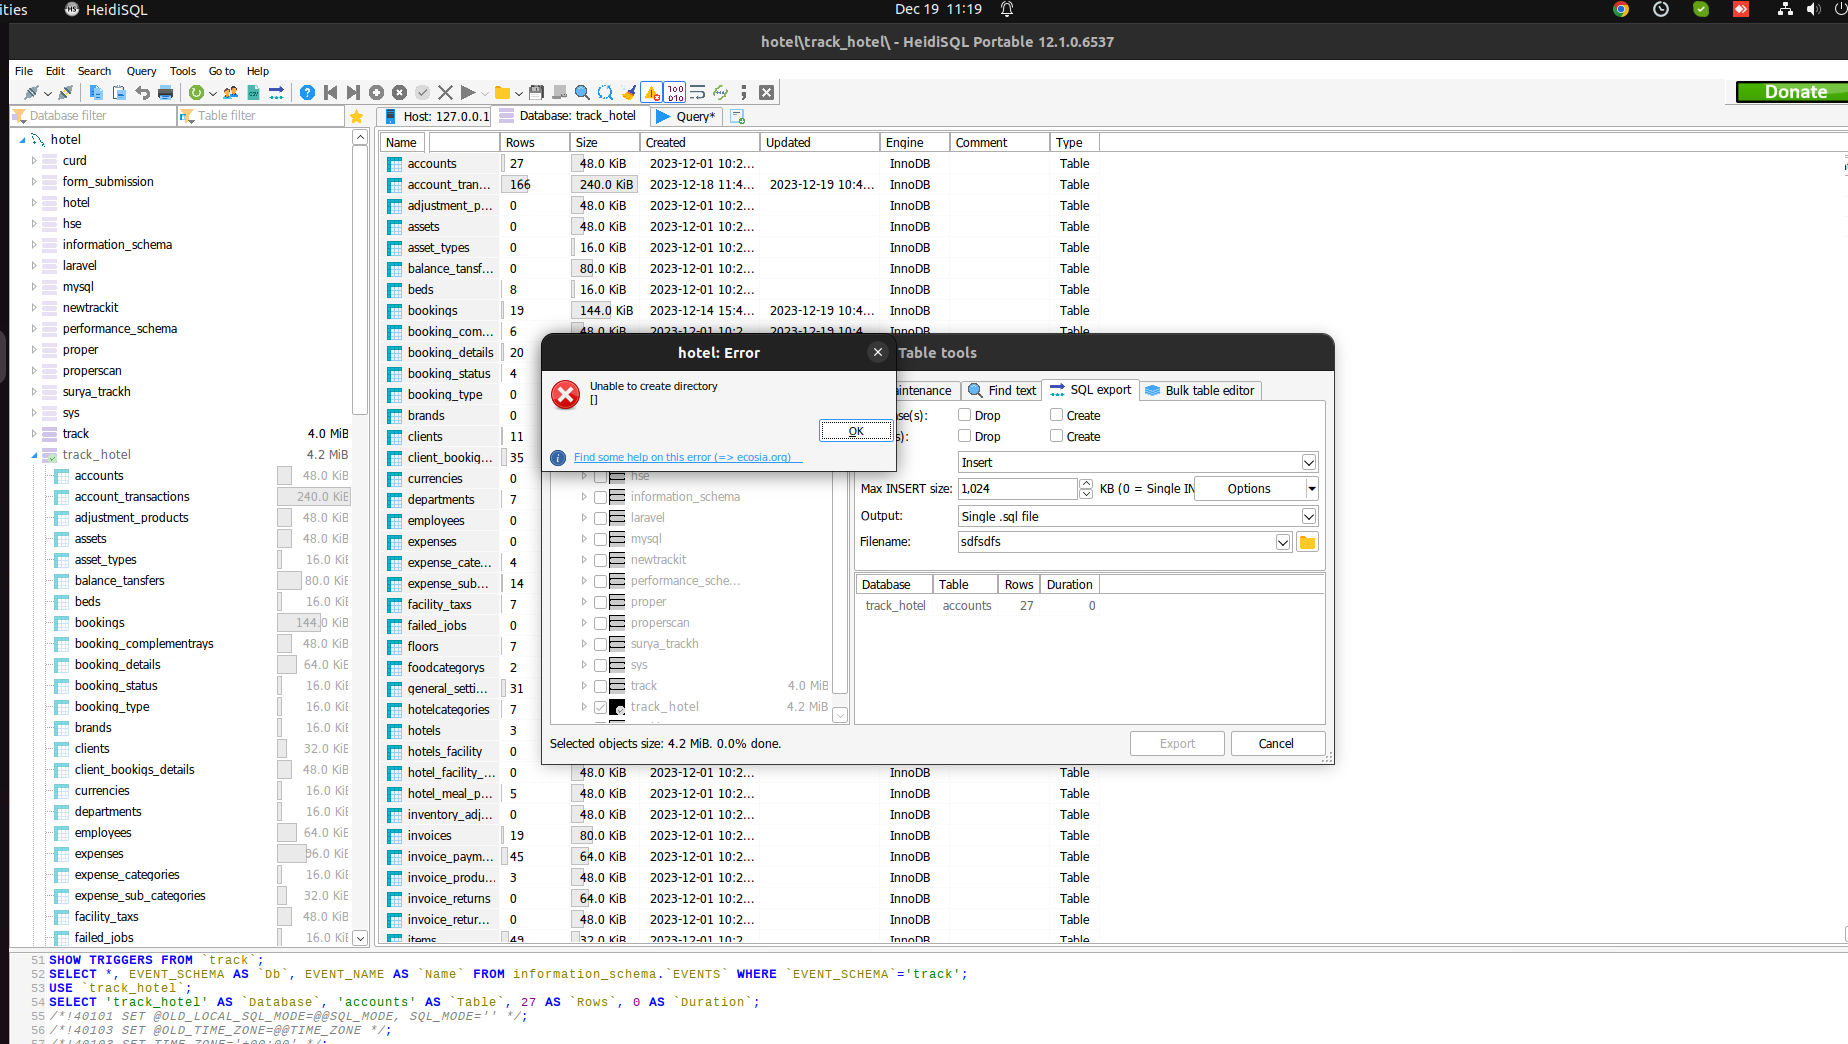 ities
HeidiSQL
Dec 19 11:19
hotel\track_hotel\ - HeidiSQL Portable 12.1.0.6537
File Edit Search Query Tools Go to Help
Donate
Database filter
Table filter
Host: 127.0.0.1
Database: track_hotel
Query*
hotel
curd
form_submission
hotel
hse
information_schema
laravel
mysql
newtrackit
performance_schema
proper
properscan
surya_trackh
sys
track 4.0 MiB
track_hotel 4.2 MiB
accounts 48.0 KiB
account_transactions 240.0 KiB
adjustment_products 48.0 KiB
assets 48.0 KiB
asset_types 16.0 KiB
balance_tansfers 80.0 KiB
beds 16.0 KiB
bookings 144.0 KiB
booking_complementrays 48.0 KiB
booking_details 64.0 KiB
booking_status 16.0 KiB
booking_type 16.0 KiB
brands 16.0 KiB
clients 32.0 KiB
client_bookigs_details 48.0 KiB
currencies 16.0 KiB
departments 16.0 KiB
employees 64.0 KiB
expenses 96.0 KiE
expense_categories 16.0 KiE
expense_sub_categories 32.0 KiB
facility_taxs 48.0 KiB
failed_jobs 16.0 KiB
Name Rows Size Created Updated Engine Comment Type
accounts 27 48.0 KiB 2023-12-01 10:2... InnoDB Table
account_tran... 166 240.0 KiB 2023-12-18 11:4... 2023-12-19 10:4... InnoDB Table
adjustment_p... 0 48.0 KiB 2023-12-01 10:2... InnoDB Table
assets 0 48.0 KiB 2023-12-01 10:2... InnoDB Table
asset_types 0 16.0 KiB 2023-12-01 10:2... InnoDB Table
balance_tansf... 0 80.0 KiB 2023-12-01 10:2... InnoDB Table
beds 8 16.0 KiB 2023-12-01 10:2... InnoDB Table
bookings 19 144.0 KiB 2023-12-14 15:4... 2023-12-19 10:4... InnoDB Table
booking_com... 6 48.0 KiB 2023-12-01 10:2... 2023-12-19 10:4... InnoDB Table
booking_details 20
booking_status 4
booking_type 0
brands 0
clients 11
client_bookig... 35
currencies 0
departments 7
employees 0
expenses 0
expense_cate... 4
expense_sub... 14
facility_taxs 7
failed_jobs 0
floors 7
foodcategorys 2
general_setti... 31
hotelcategories 7
hotels 3
hotels_facility 0
hotel_facility_... 0 48.0 KiB 2023-12-01 10:2... InnoDB Table
hotel_meal_p... 5 48.0 KiB 2023-12-01 10:2... InnoDB Table
inventory_adj... 0 48.0 KiB 2023-12-01 10:2... InnoDB Table
invoices 19 80.0 KiB 2023-12-01 10:2... InnoDB Table
invoice_paym... 45 64.0 KiB 2023-12-01 10:2... InnoDB Table
invoice_produ... 3 48.0 KiB 2023-12-01 10:2... InnoDB Table
invoice_returns 0 64.0 KiB 2023-12-01 10:2... InnoDB Table
invoice_retur... 0 48.0 KiB 2023-12-01 10:2... InnoDB Table
items 49 32.0 KiB 2023-12-01 10:2 InnoDB Table
hotel: Error
Unable to create directory
[]
OK
Find some help on this error (=> ecosia.org)
Table tools
aintenance
Find text
SQL export
Bulk table editor
se(s): Drop Create
s): Drop Create
Insert
Max INSERT size: 1,024 KB (0 = Single IN Options
Output: Single .sql file
Filename: sdfsdfs
hse
information_schema
laravel
mysql
newtrackit
performance_sche...
proper
properscan
surya_trackh
sys
track 4.0 MiB
track_hotel 4.2 MiB
Database Table Rows Duration
track_hotel accounts 27 0
Selected objects size: 4.2 MiB. 0.0% done.
Export
Cancel
51 SHOW TRIGGERS FROM `track`;
52 SELECT *, EVENT_SCHEMA AS `Db`, EVENT_NAME AS `Name` FROM information_schema.`EVENTS` WHERE `EVENT_SCHEMA`='track';
53 USE `track_hotel`;
54 SELECT 'track_hotel' AS `Database`, 'accounts' AS `Table`, 27 AS `Rows`, 0 AS `Duration`;
55 /*!40101 SET @OLD_LOCAL_SQL_MODE=@@SQL_MODE, SQL_MODE='' */;
56 /*!40103 SET @OLD_TIME_ZONE=@@TIME_ZONE */;
57 /*!40103 SET TIME_ZONE='+00:00' */;